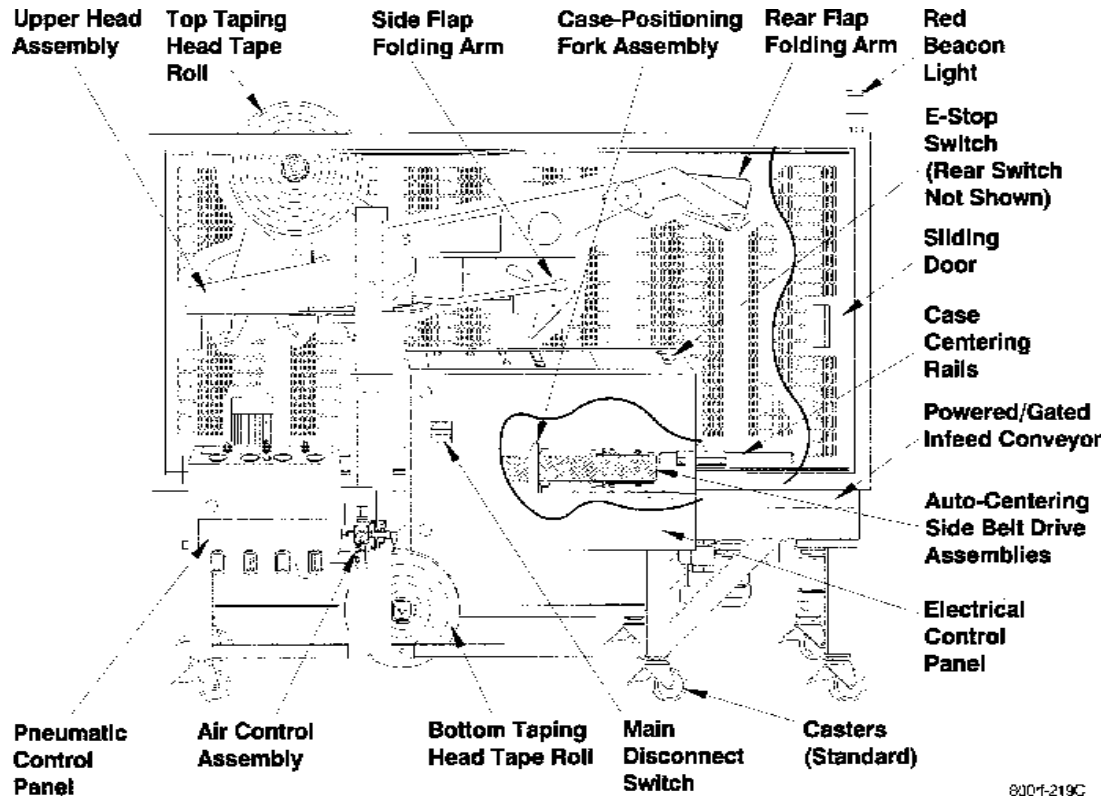 Upper Head
Assembly
Top Taping
Head Tape
Roll
Side Flap
Folding Arm
Case-Positioning
Fork Assembly
Rear Flap
Folding Arm
Red
Beacon
Light
E-Stop
Switch
(Rear Switch
Not Shown)
Sliding
Door
Case
Centering
Rails
Powered/Gated
Infeed Conveyor
Auto-Centering
Side Belt Drive
Assemblies
Electrical
Control
Panel
Pneumatic
Control
Panel
Air Control
Assembly
Bottom Taping
Head Tape Roll
Main
Disconnect
Switch
Casters
(Standard)